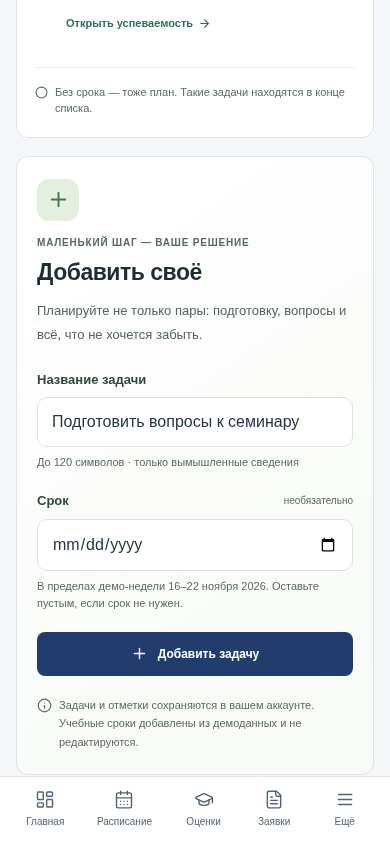 Открыть успеваемость →
Без срока — тоже план. Такие задачи находятся в конце
списка.
МАЛЕНЬКИЙ ШАГ — ВАШЕ РЕШЕНИЕ
Добавить своё
Планируйте не только пары: подготовку, вопросы и
всё, что не хочется забыть.
Название задачи
Подготовить вопросы к семинару
До 120 символов · только вымышленные сведения
Срок необязательно
mm/dd/yyyy
В пределах демо-недели 16–22 ноября 2026. Оставьте
пустым, если срок не нужен.
Добавить задачу
Задачи и отметки сохраняются в вашем аккаунте.
Учебные сроки добавлены из демоданных и не
редактируются.
Главная Расписание Оценки Заявки Ещё